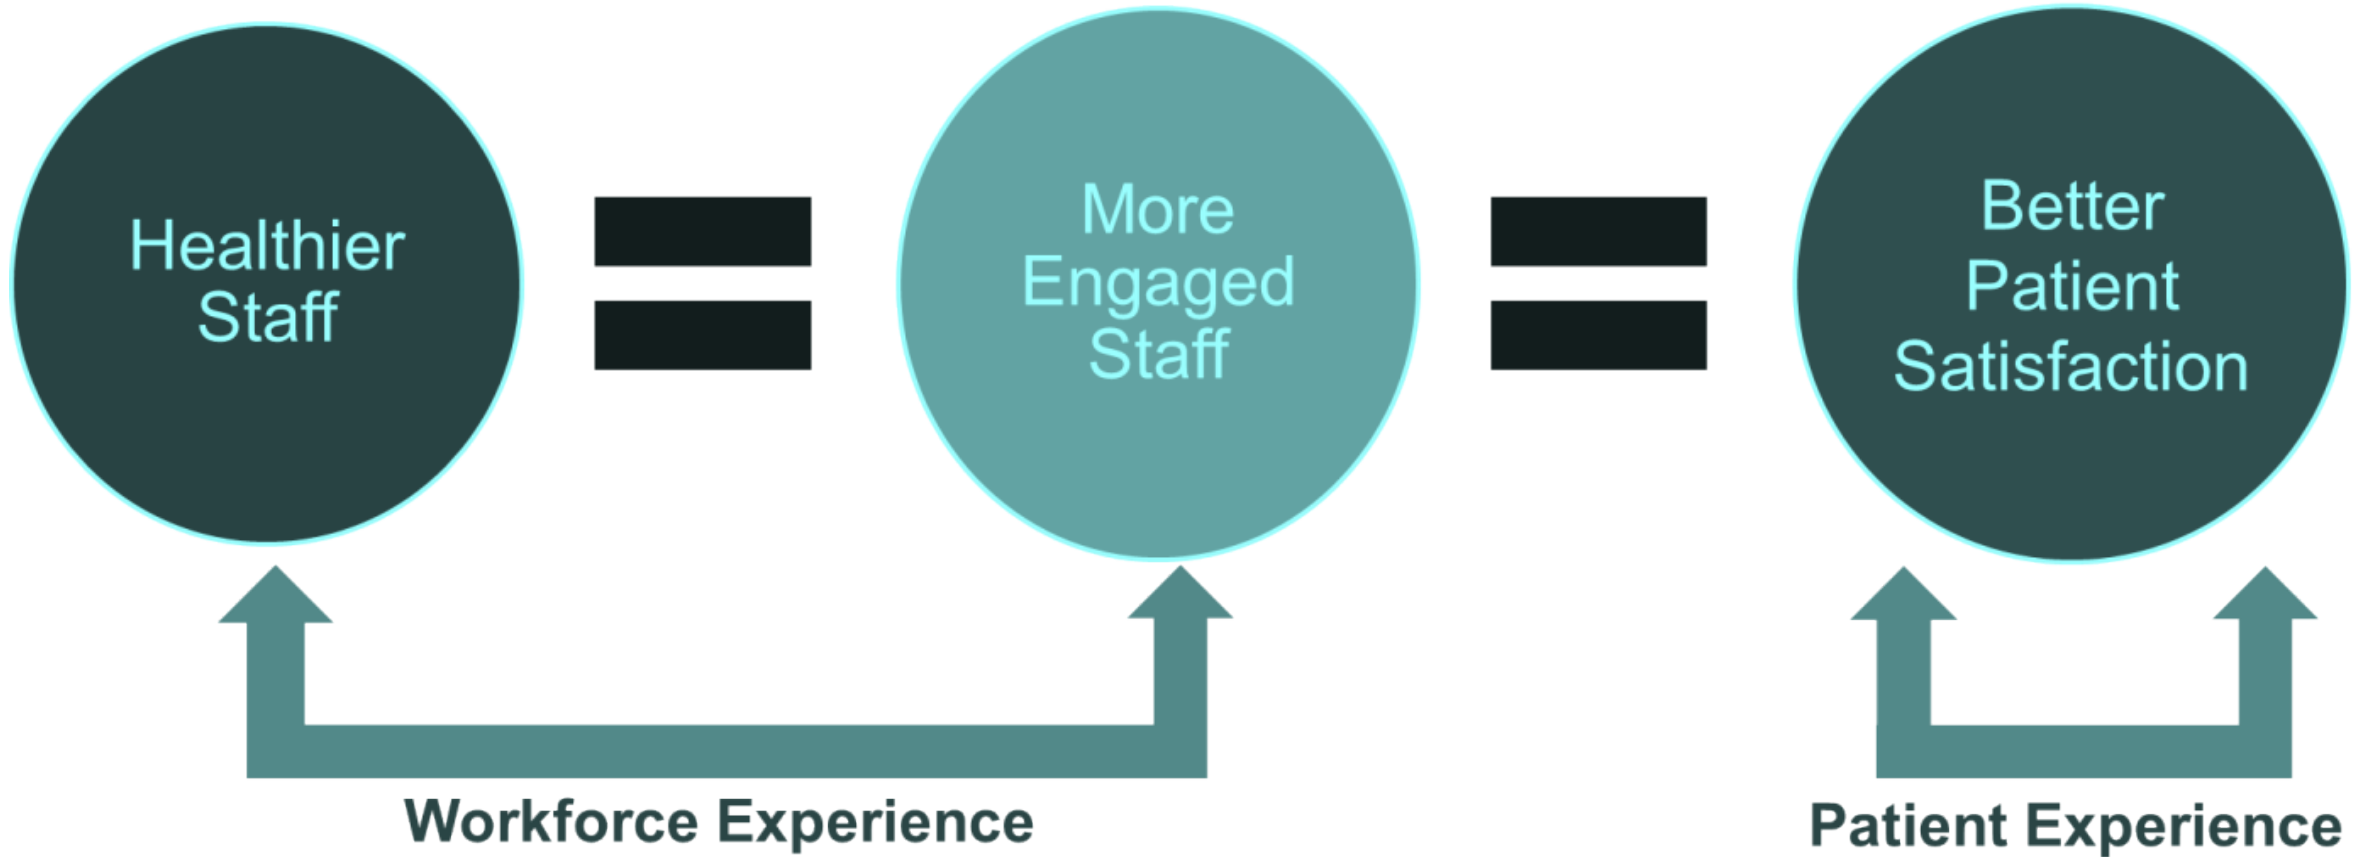 Healthier
Staff
More
Engaged
Staff
Better
Patient
Satisfaction
Workforce Experience
Patient Experience